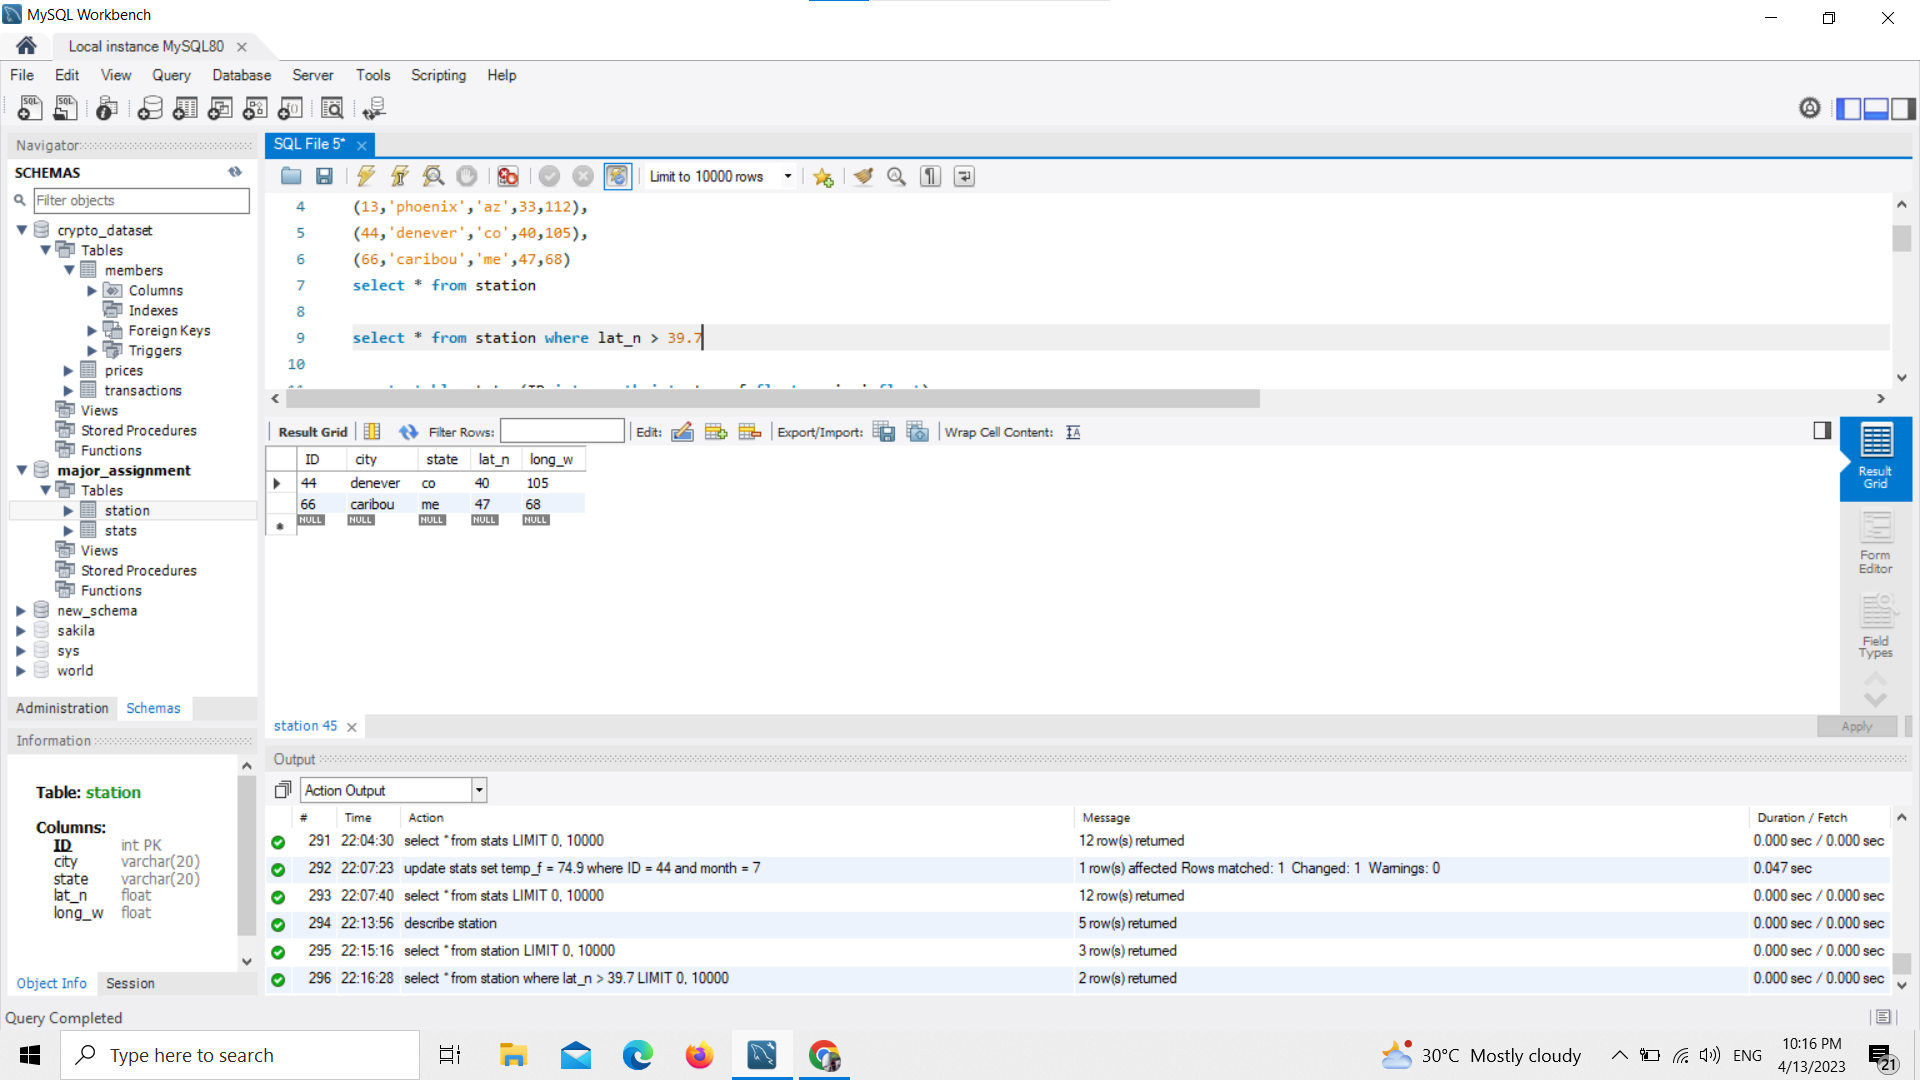 MySQL Workbench
Local instance MySQL80
File Edit View Query Database Server Tools Scripting Help
Navigator
SCHEMAS
Filter objects
crypto_dataset
Tables
members
Columns
Indexes
Foreign Keys
Triggers
prices
transactions
Views
Stored Procedures
Functions
major_assignment
Tables
station
stats
Views
Stored Procedures
Functions
new_schema
sakila
sys
world
Administration Schemas
Information
Table: station
Columns:
ID int PK
city varchar(20)
state varchar(20)
lat_n float
long_w float
Object Info Session
SQL File 5*
Limit to 10000 rows
4 (13,'phoenix','az',33,112),
5 (44,'denever','co',40,105),
6 (66,'caribou','me',47,68)
7 select * from station
8
9 select * from station where lat_n > 39.7
10
Result Grid Filter Rows: Edit: Export/Import: Wrap Cell Content:
ID city state lat_n long_w
44 denever co 40 105
66 caribou me 47 68
NULL NULL NULL NULL NULL
Result
Grid
Form
Editor
Field
Types
station 45
Apply
Output
Action Output
# Time Action Message Duration / Fetch
291 22:04:30 select * from stats LIMIT 0, 10000 12 row(s) returned 0.000 sec / 0.000 sec
292 22:07:23 update stats set temp_f = 74.9 where ID = 44 and month = 7 1 row(s) affected Rows matched: 1 Changed: 1 Warnings: 0 0.047 sec
293 22:07:40 select * from stats LIMIT 0, 10000 12 row(s) returned 0.000 sec / 0.000 sec
294 22:13:56 describe station 5 row(s) returned 0.000 sec / 0.000 sec
295 22:15:16 select * from station LIMIT 0, 10000 3 row(s) returned 0.000 sec / 0.000 sec
296 22:16:28 select * from station where lat_n > 39.7 LIMIT 0, 10000 2 row(s) returned 0.000 sec / 0.000 sec
Query Completed
Type here to search
30°C Mostly cloudy
ENG
10:16 PM
4/13/2023
21